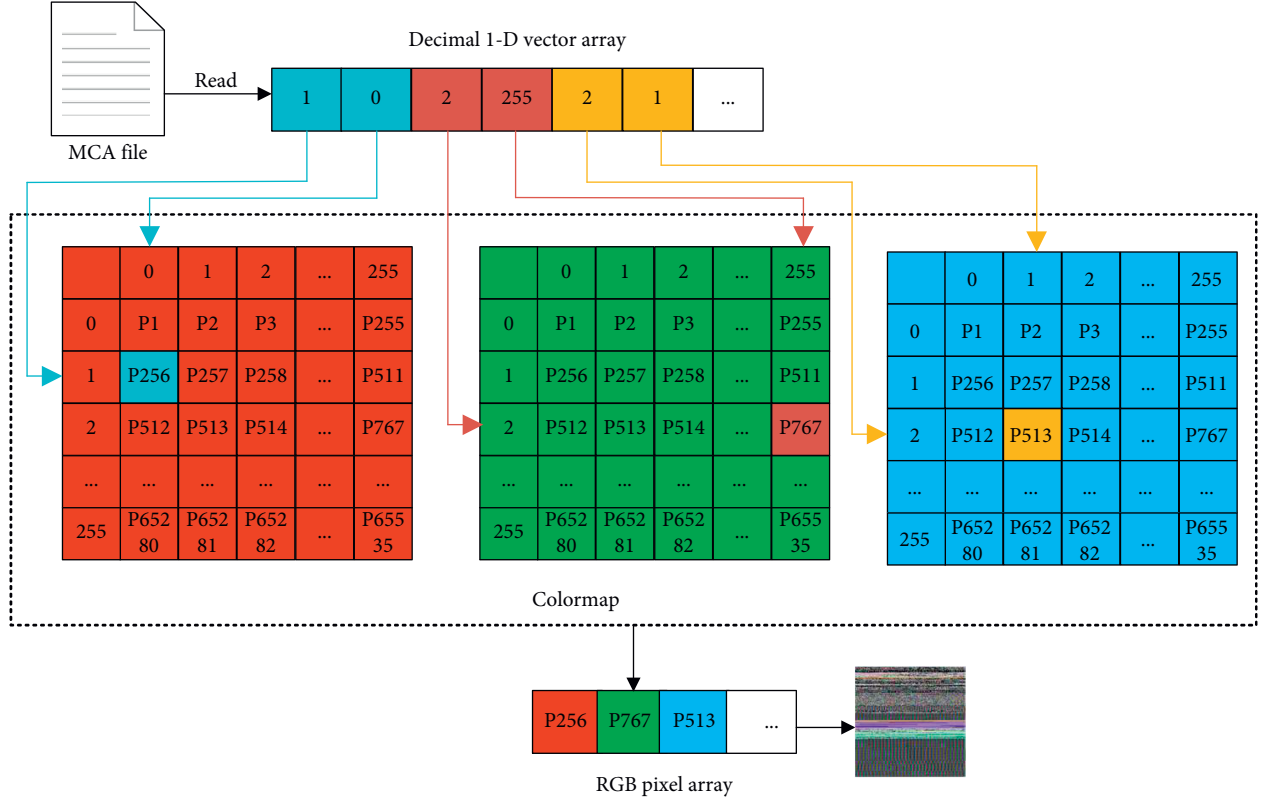 Decimal 1-D vector array
Read
1 0 2 255 2 1 ...
MCA file
0 1 2 ... 255
0 P1 P2 P3 ... P255
1 P256 P257 P258 ... P511
2 P512 P513 P514 ... P767
... ... ... ... ... ...
255 P652 80 P652 81 P652 82 ... P655 35
0 1 2 ... 255
0 P1 P2 P3 ... P255
1 P256 P257 P258 ... P511
2 P512 P513 P514 ... P767
... ... ... ... ... ...
255 P652 80 P652 81 P652 82 ... P655 35
0 1 2 ... 255
0 P1 P2 P3 ... P255
1 P256 P257 P258 ... P511
2 P512 P513 P514 ... P767
... ... ... ... ... ...
255 P652 80 P652 81 P652 82 ... P655 35
Colormap
P256 P767 P513 ...
RGB pixel array